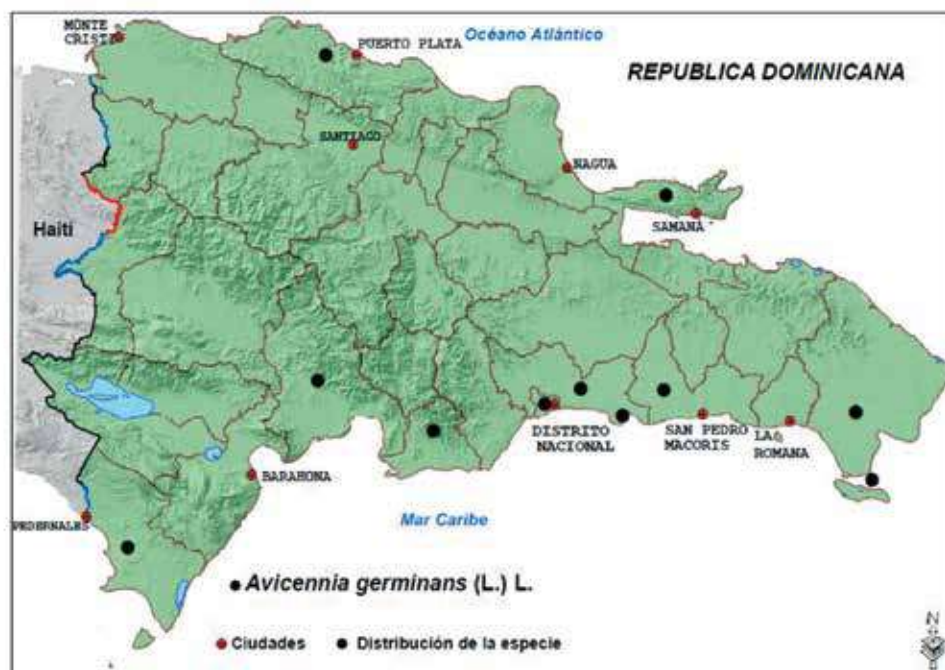 MONTE
CRISTI
PUERTO PLATA
Océano Atlántico
REPUBLICA DOMINICANA
SANTIAGO
NAGUA
Haití
SAMANÁ
DISTRITO
NACIONAL
SAN PEDRO
MACORIS
LA
ROMANA
BARAHONA
PEDERNALES
Mar Caribe
Avicennia germinans (L.) L.
Ciudades
Distribución de la especie
N